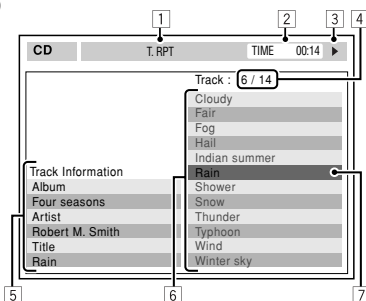 1 2 3 4
CD T. RPT TIME 00:14
Track : 6 / 14
Cloudy
Fair
Fog
Hail
Indian summer
Track Information Rain
Album Shower
Four seasons Snow
Artist Thunder
Robert M. Smith Typhoon
Title Wind
Rain Winter sky
5 6 7